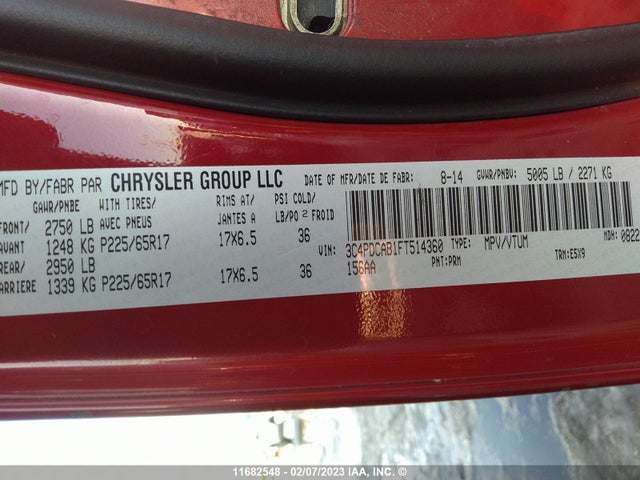 MFD BY/FABR PAR CHRYSLER GROUP LLC DATE OF MFR/DATE DE FABR: 8-14 GVWR/PNBV: 5005 LB / 2271 KG
GAWR/PNBE WITH TIRES/ RIMS AT/ PSI COLD/
FRONT/ 2750 LB AVEC PNEUS JANTES A LB/PO 2 FROID
AVANT 1248 KG P225/65R17 17X6.5 36
REAR/ 2950 LB
ARRIERE 1339 KG P225/65R17 17X6.5 36
VIN: 3C4PDCAB1FT514360 TYPE: MPV/VTUM MDH: 0822
156AA PNT:PRM TRM:E5X9
11682548 - 02/07/2023 IAA, Inc.